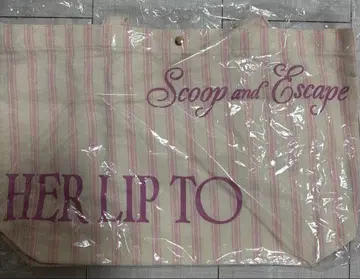 Scoop and Escape
HER LIP TO